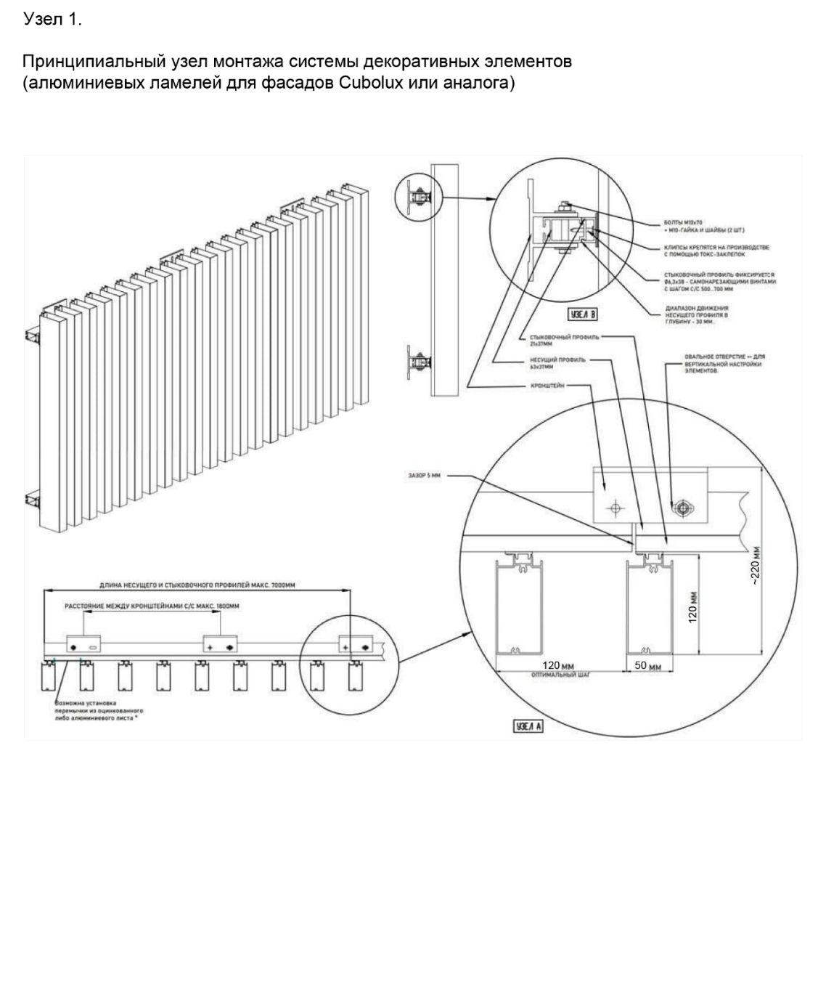 Узел 1.
Принципиальный узел монтажа системы декоративных элементов
(алюминиевых ламелей для фасадов Cubolux или аналога)
БОЛТЫ М10х70
+ М10-ГАЙКА И ШАЙБЫ (2 ШТ.)
КЛИПСЫ КРЕПЯТСЯ НА ПРОИЗВОДСТВЕ
С ПОМОЩЬЮ ТОКС-ЗАКЛЕПОК
СТЫКОВОЧНЫЙ ПРОФИЛЬ ФИКСИРУЕТСЯ
Ø6,3х38 - САМОНАРЕЗАЮЩИМИ ВИНТАМИ
С ШАГОМ С/С 500...700 ММ
ДИАПАЗОН ДВИЖЕНИЯ
НЕСУЩЕГО ПРОФИЛЯ В
ГЛУБИНУ - 30 ММ..
УЗЕЛ В
СТЫКОВОЧНЫЙ ПРОФИЛЬ
21х37ММ
НЕСУЩИЙ ПРОФИЛЬ
63х37ММ
КРОНШТЕЙН
ОВАЛЬНОЕ ОТВЕРСТИЕ ⇔ ДЛЯ
ВЕРТИКАЛЬНОЙ НАСТРОЙКИ
ЭЛЕМЕНТОВ.
ЗАЗОР 5 ММ
~220 ММ
120 ММ
120 ММ
ОПТИМАЛЬНЫЙ ШАГ
50 ММ
УЗЕЛ А
ДЛИНА НЕСУЩЕГО И СТЫКОВОЧНОГО ПРОФИЛЕЙ МАКС. 7000ММ
РАССТОЯНИЕ МЕЖДУ КРОНШТЕЙНАМИ С/С МАКС. 1800ММ
Возможна установка
перемычки из оцинкованного
либо алюминиевого листа *